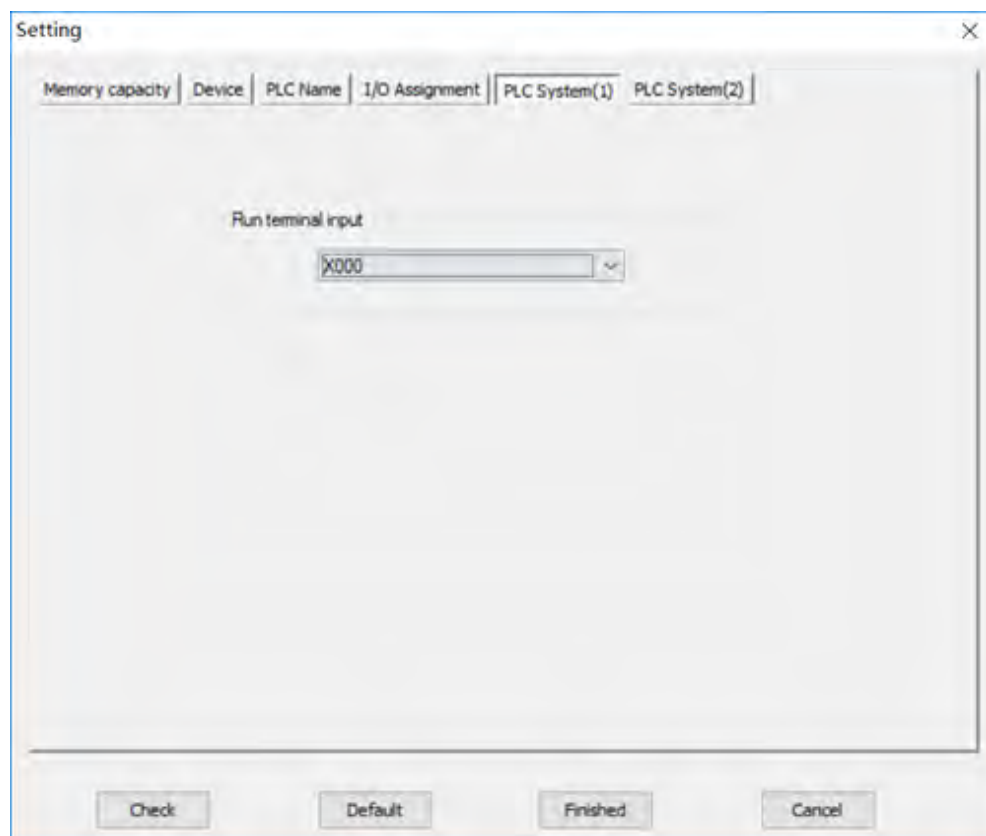 Setting
Memory capacity Device PLC Name I/O Assignment PLC System(1) PLC System(2)
Run terminal input
X000
Check Default Finished Cancel